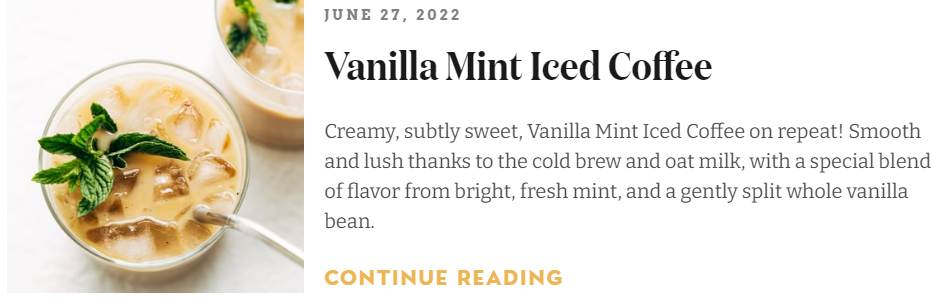 JUNE 27, 2022
Vanilla Mint Iced Coffee
Creamy, subtly sweet, Vanilla Mint Iced Coffee on repeat! Smooth
and lush thanks to the cold brew and oat milk, with a special blend
of flavor from bright, fresh mint, and a gently split whole vanilla
bean.
CONTINUE READING